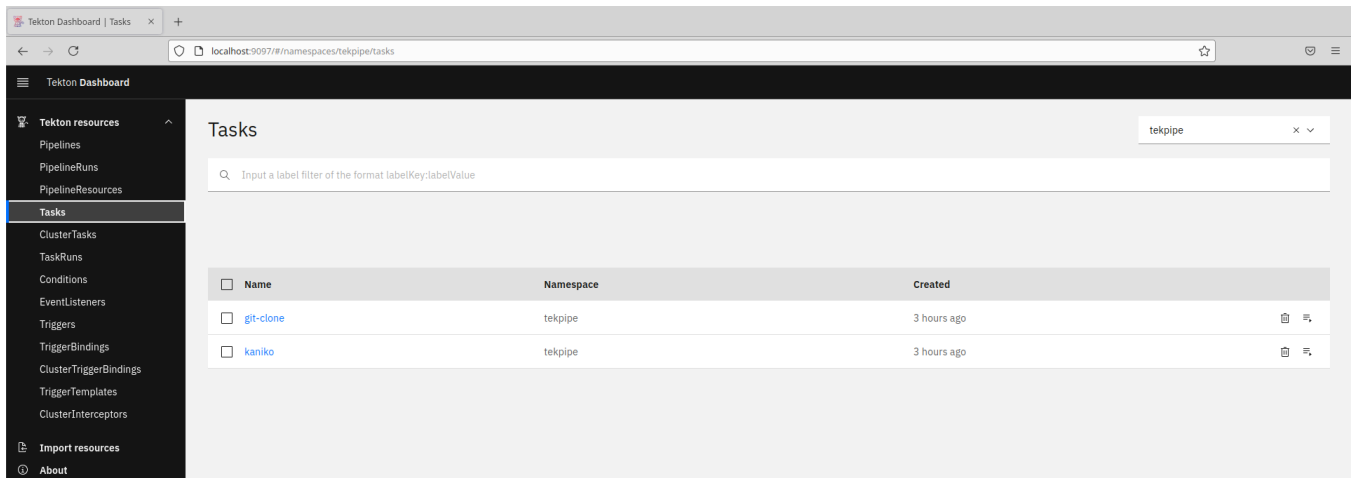 Tekton Dashboard | Tasks
localhost:9097/#/namespaces/tekpipe/tasks
Tekton Dashboard
Tekton resources
Pipelines
PipelineRuns
PipelineResources
Tasks
ClusterTasks
TaskRuns
Conditions
EventListeners
Triggers
TriggerBindings
ClusterTriggerBindings
TriggerTemplates
ClusterInterceptors
Import resources
About
Tasks
tekpipe
Input a label filter of the format labelKey:labelValue
Name Namespace Created
git-clone tekpipe 3 hours ago
kaniko tekpipe 3 hours ago